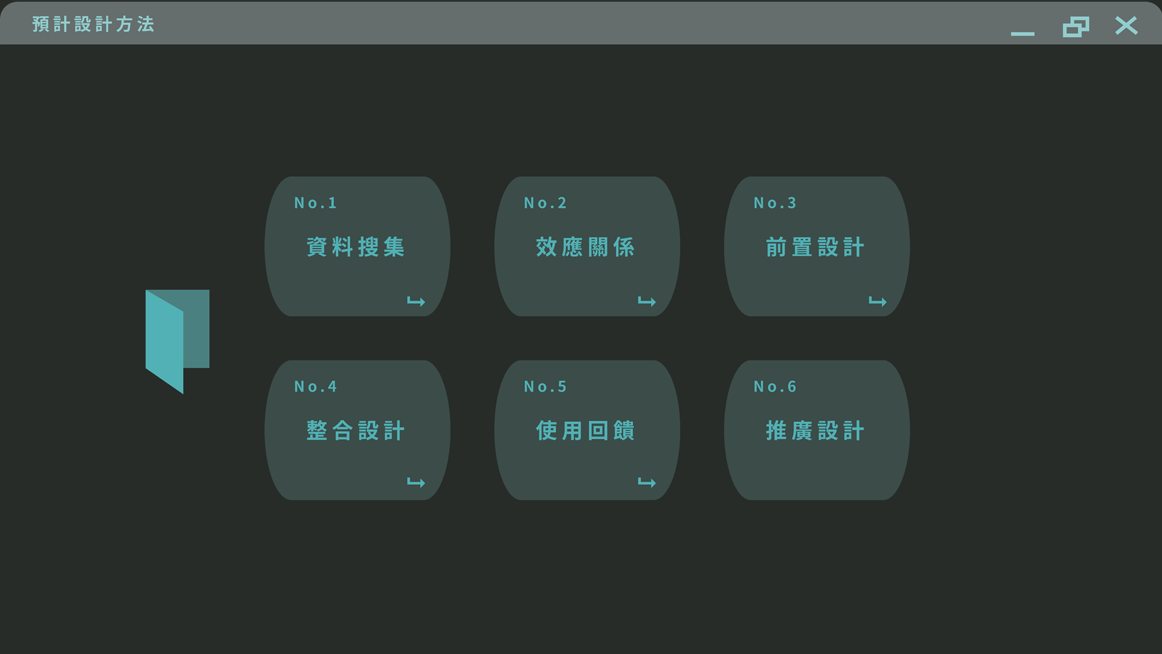 預計設計方法
No.1
資料搜集
No.2
效應關係
No.3
前置設計
No.4
整合設計
No.5
使用回饋
No.6
推廣設計